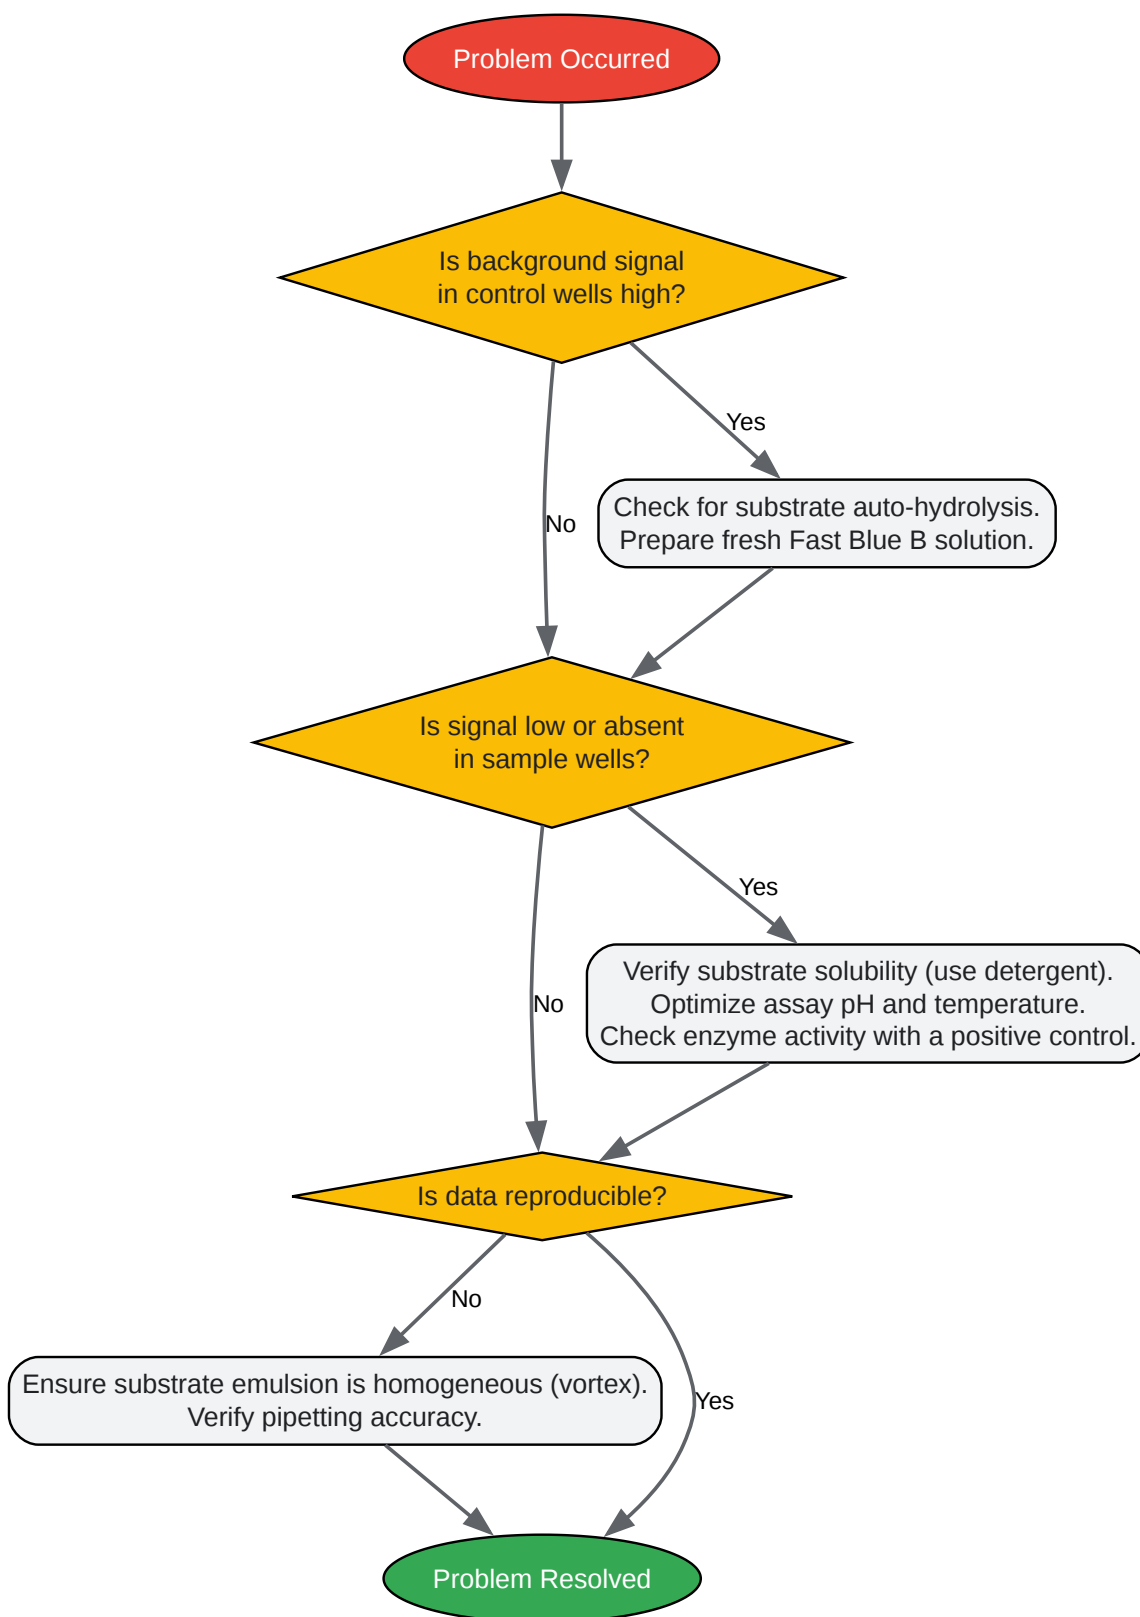 Problem Occurred
Is background signal
in control wells high?
Yes
Check for substrate auto-hydrolysis.
Prepare fresh Fast Blue B solution.
No
Is signal low or absent
in sample wells?
Yes
Verify substrate solubility (use detergent).
Optimize assay pH and temperature.
Check enzyme activity with a positive control.
No
Is data reproducible?
No
Ensure substrate emulsion is homogeneous (vortex).
Verify pipetting accuracy.
Yes
Problem Resolved